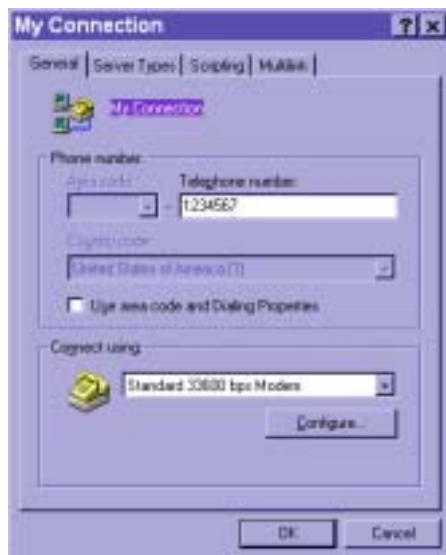 My Connection
General Server Types Scripting Multilink
My Connection
Phone number
Area code Telephone number:
1234567
Country code:
United States of America (1)
Use area code and Dialing Properties
Connect using:
Standard 33600 bps Modem
Configure...
OK Cancel